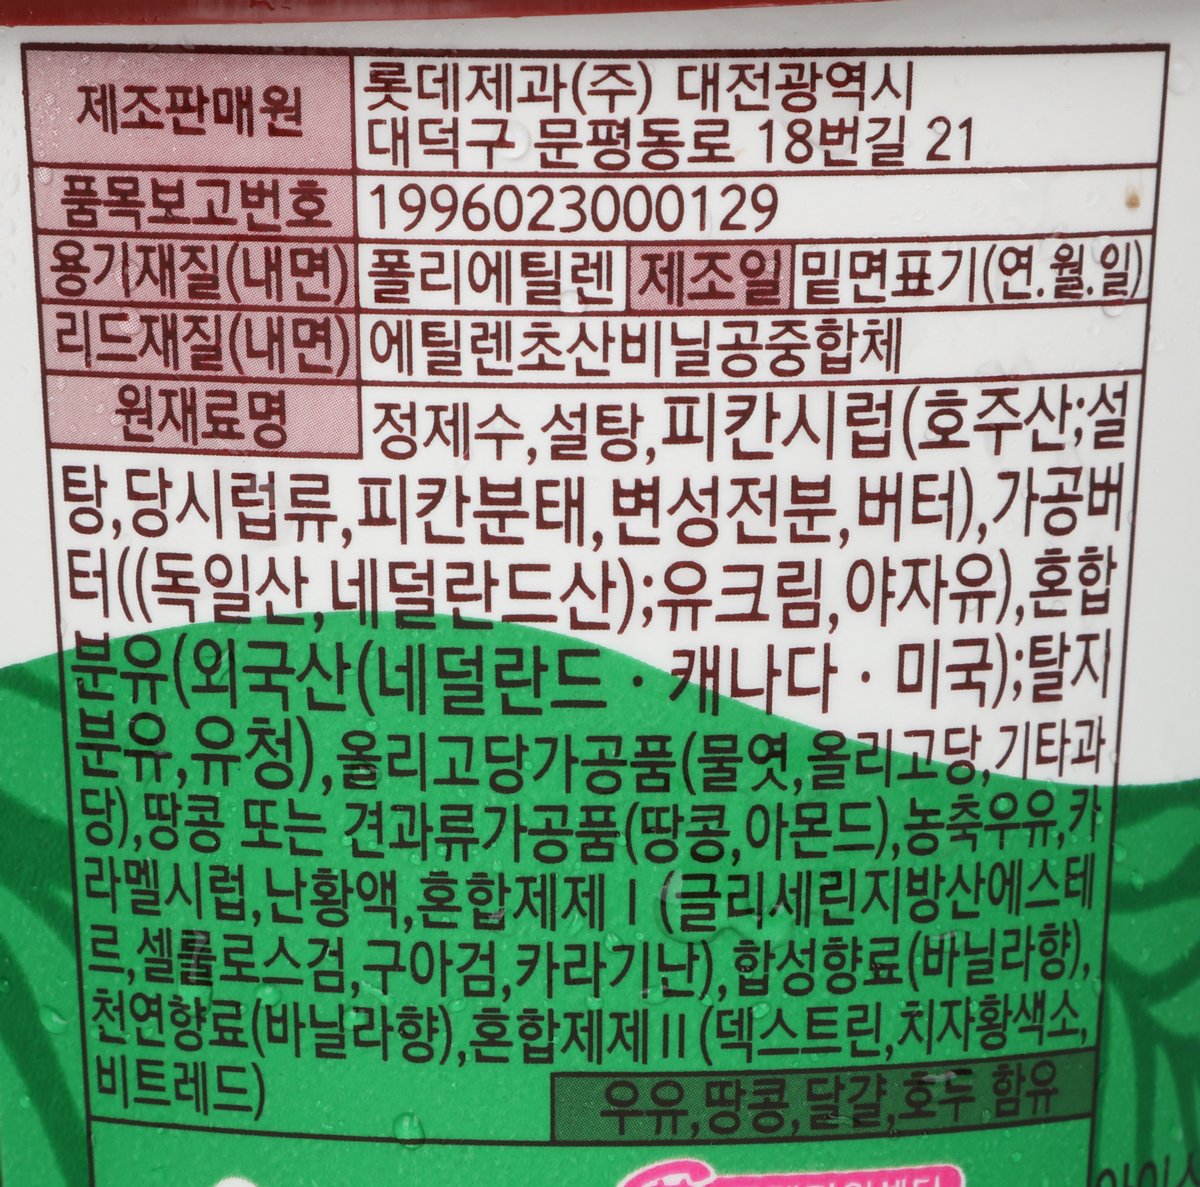 제조판매원 롯데제과(주) 대전광역시
대덕구 문평동로 18번길 21
품목보고번호 1996023000129
용기재질(내면) 폴리에틸렌 제조일 밑면표기(연.월.일)
리드재질(내면) 에틸렌초산비닐공중합체
원재료명 정제수,설탕,피칸시럽(호주산;설
탕,당시럽류,피칸분태,변성전분,버터),가공버
터((독일산,네덜란드산);유크림,야자유),혼합
분유(외국산(네덜란드·캐나다·미국);탈지
분유,유청),올리고당가공품(물엿,올리고당,기타과
당),땅콩 또는 견과류가공품(땅콩,아몬드),농축우유,카
라멜시럽,난황액,혼합제제Ⅰ(글리세린지방산에스테
르,셀룰로스검,구아검,카라기난),합성향료(바닐라향),
천연향료(바닐라향),혼합제제Ⅱ(덱스트린,치자황색소,
비트레드)
우유,땅콩,달걀,호두 함유